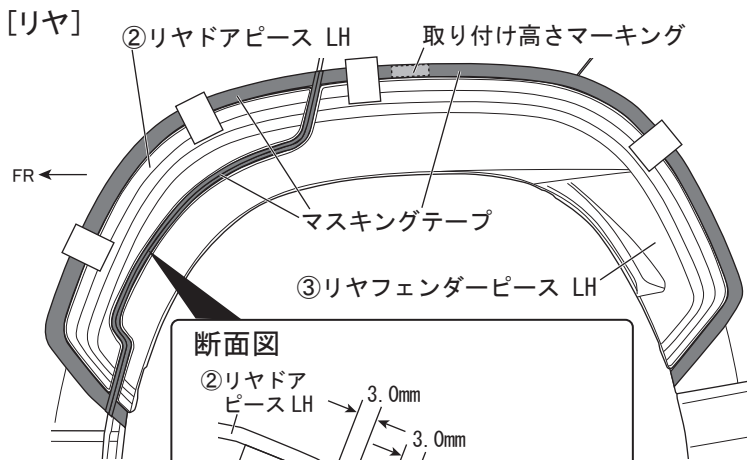 [リヤ]
②リヤドアピース LH
取り付け高さマーキング
FR
マスキングテープ
③リヤフェンダーピース LH
断面図
②リヤドア
ピース LH
3.0mm
3.0mm